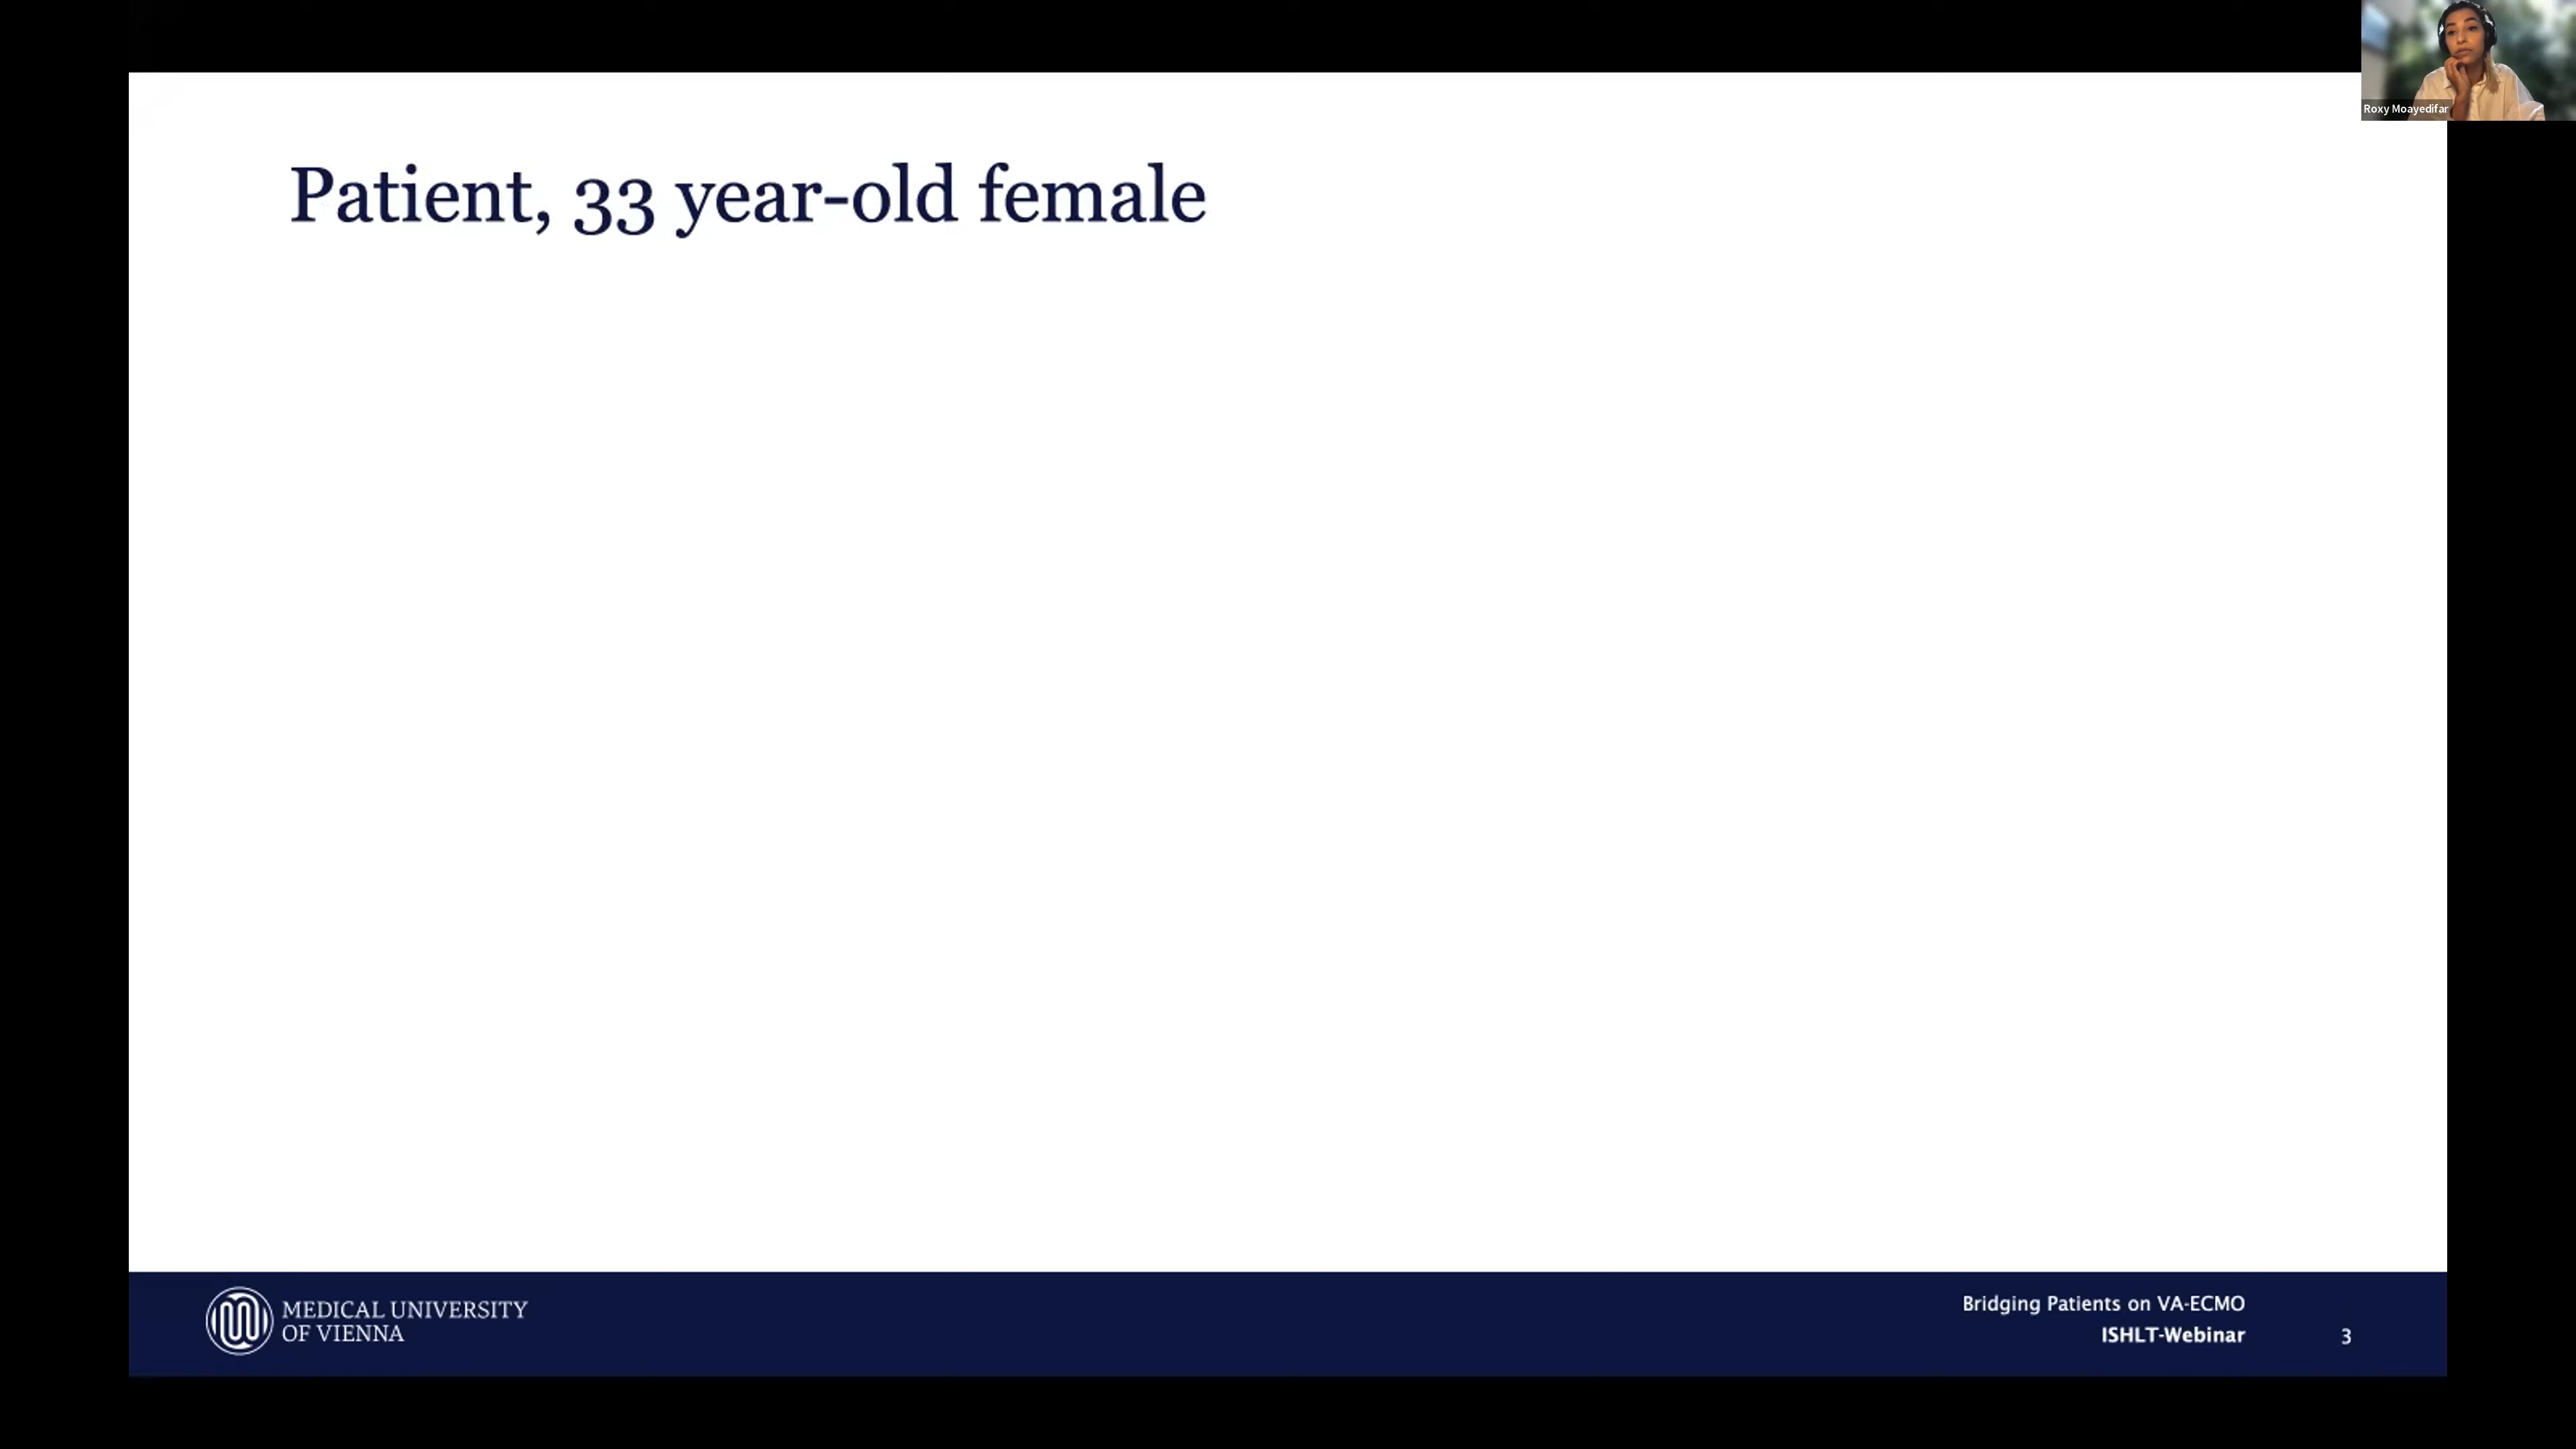 Roxy Moayedifar
Patient, 33 year-old female
MEDICAL UNIVERSITY
OF VIENNA
Bridging Patients on VA-ECMO
ISHLT-Webinar
3